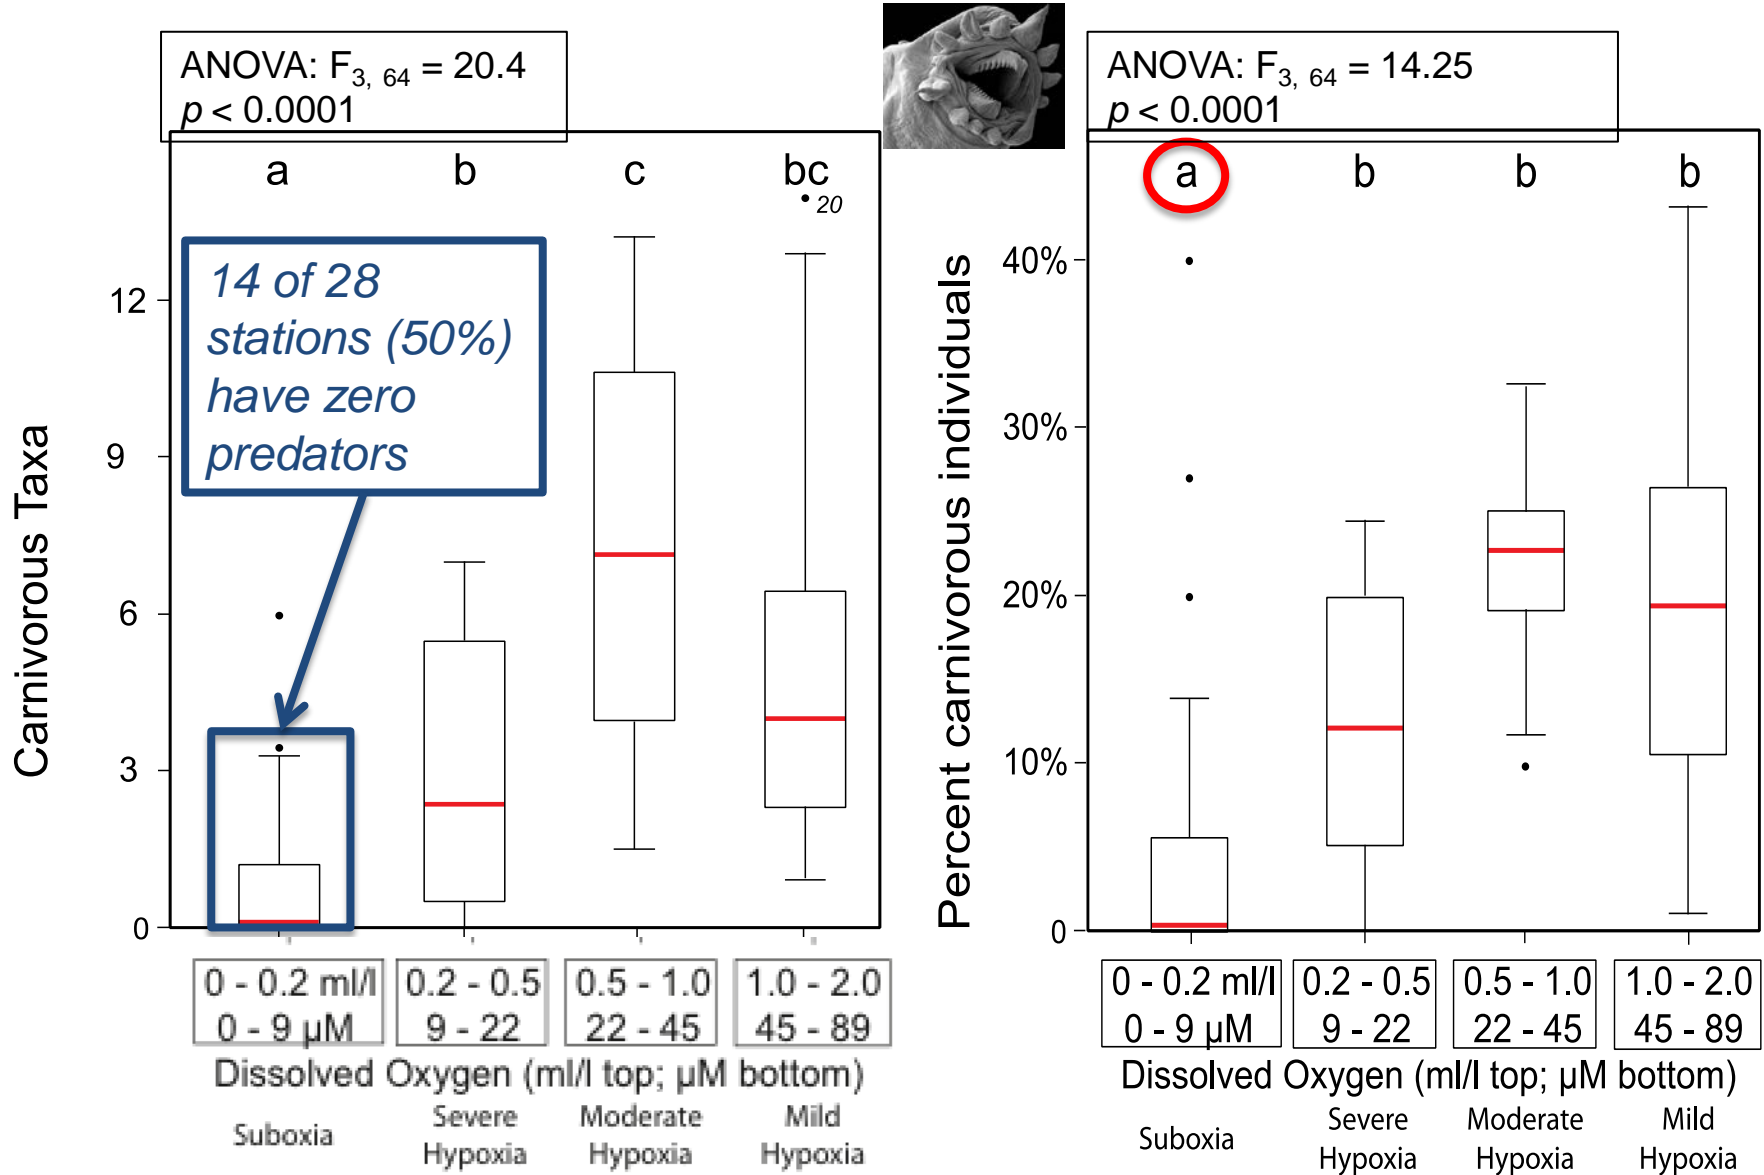 ANOVA: F3, 64 = 20.4
p < 0.0001
a b c bc
20
14 of 28
stations (50%)
have zero
predators
Carnivorous Taxa
12
9
6
3
0
0 - 0.2 ml/l
0 - 9 µM
0.2 - 0.5
9 - 22
0.5 - 1.0
22 - 45
1.0 - 2.0
45 - 89
Dissolved Oxygen (ml/l top; µM bottom)
Suboxia
Severe
Hypoxia
Moderate
Hypoxia
Mild
Hypoxia
ANOVA: F3, 64 = 14.25
p < 0.0001
a b b b
Percent carnivorous individuals
40%
30%
20%
10%
0
0 - 0.2 ml/l
0 - 9 µM
0.2 - 0.5
9 - 22
0.5 - 1.0
22 - 45
1.0 - 2.0
45 - 89
Dissolved Oxygen (ml/l top; µM bottom)
Suboxia
Severe
Hypoxia
Moderate
Hypoxia
Mild
Hypoxia